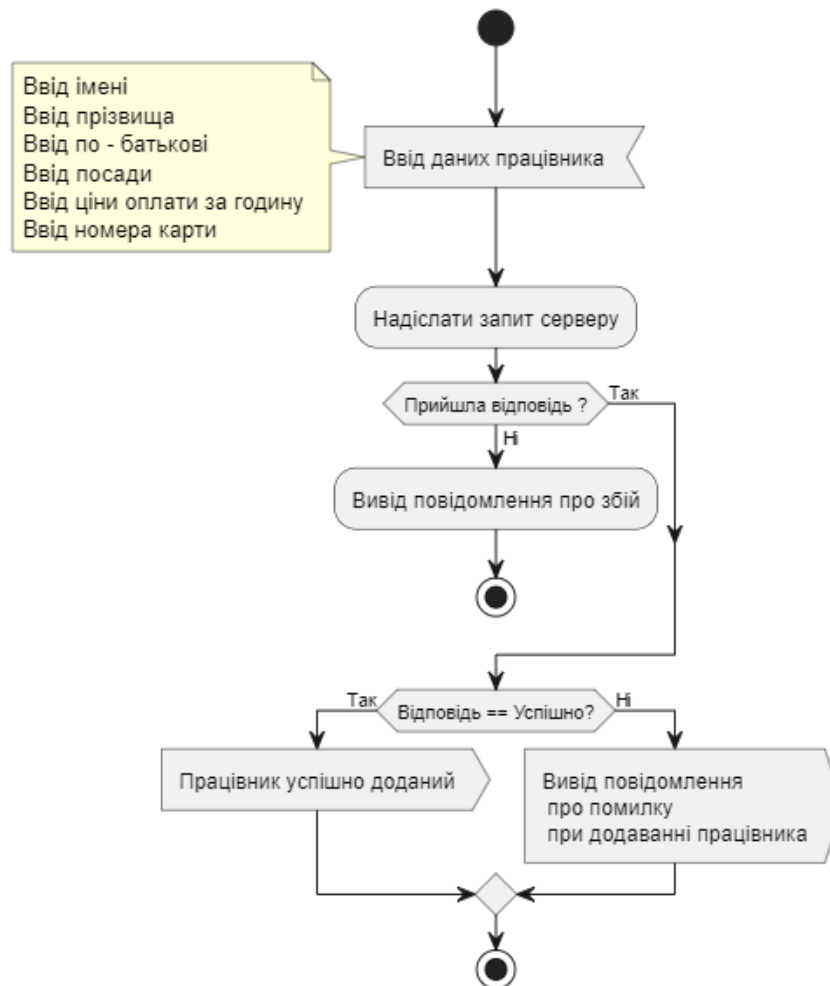 Ввід імені
Ввід прізвища
Ввід по - батькові
Ввід посади
Ввід ціни оплати за годину
Ввід номера карти
Ввід даних працівника
Надіслати запит серверу
Прийшла відповідь ?
Так
Ні
Вивід повідомлення про збій
Так
Відповідь == Успішно?
Ні
Працівник успішно доданий
Вивід повідомлення
про помилку
при додаванні працівника